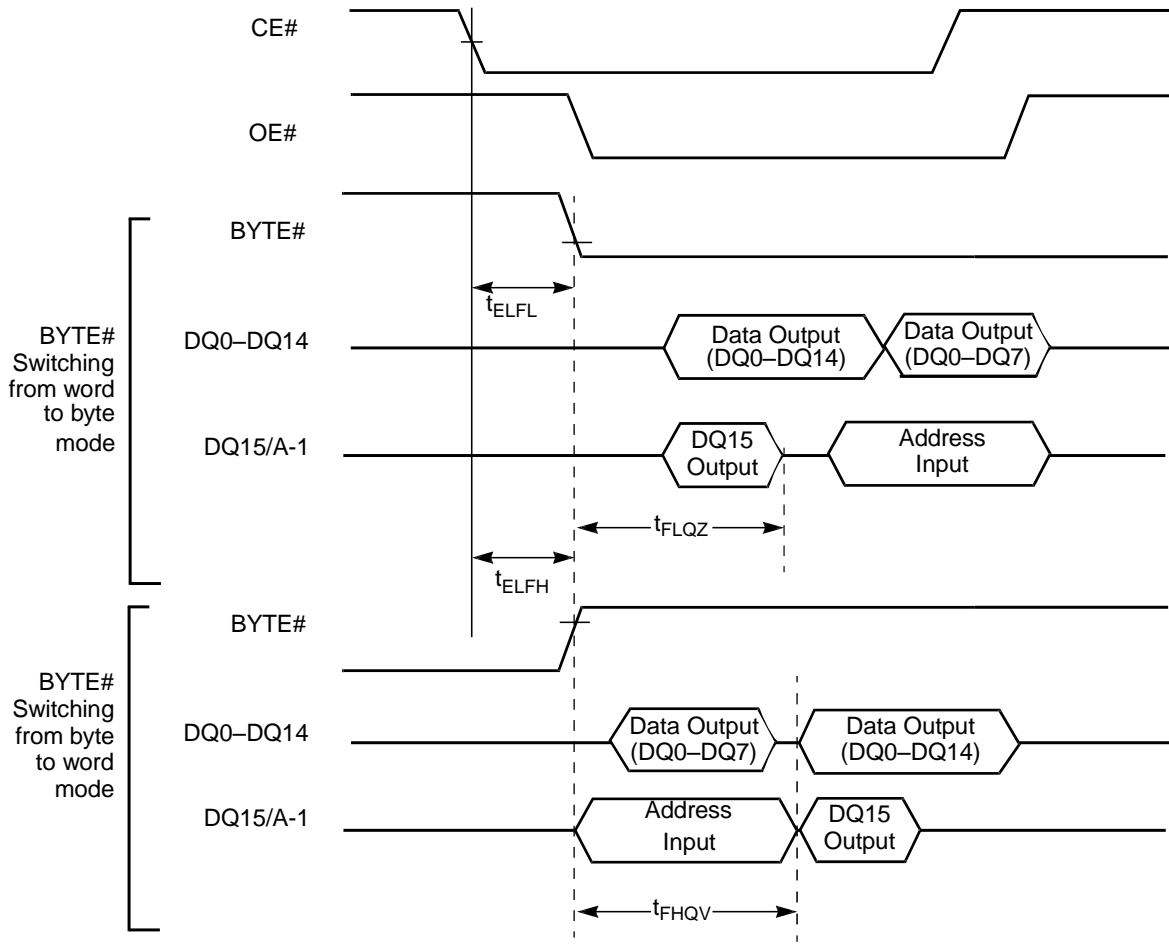 CE#
OE#
BYTE#
tELFL
BYTE#
Switching
from word
to byte
mode
DQ0–DQ14
Data Output
(DQ0–DQ14)
Data Output
(DQ0–DQ7)
DQ15/A-1
DQ15
Output
Address
Input
tFLQZ
tELFH
BYTE#
BYTE#
Switching
from byte
to word
mode
DQ0–DQ14
Data Output
(DQ0–DQ7)
Data Output
(DQ0–DQ14)
DQ15/A-1
Address
Input
DQ15
Output
tFHQV